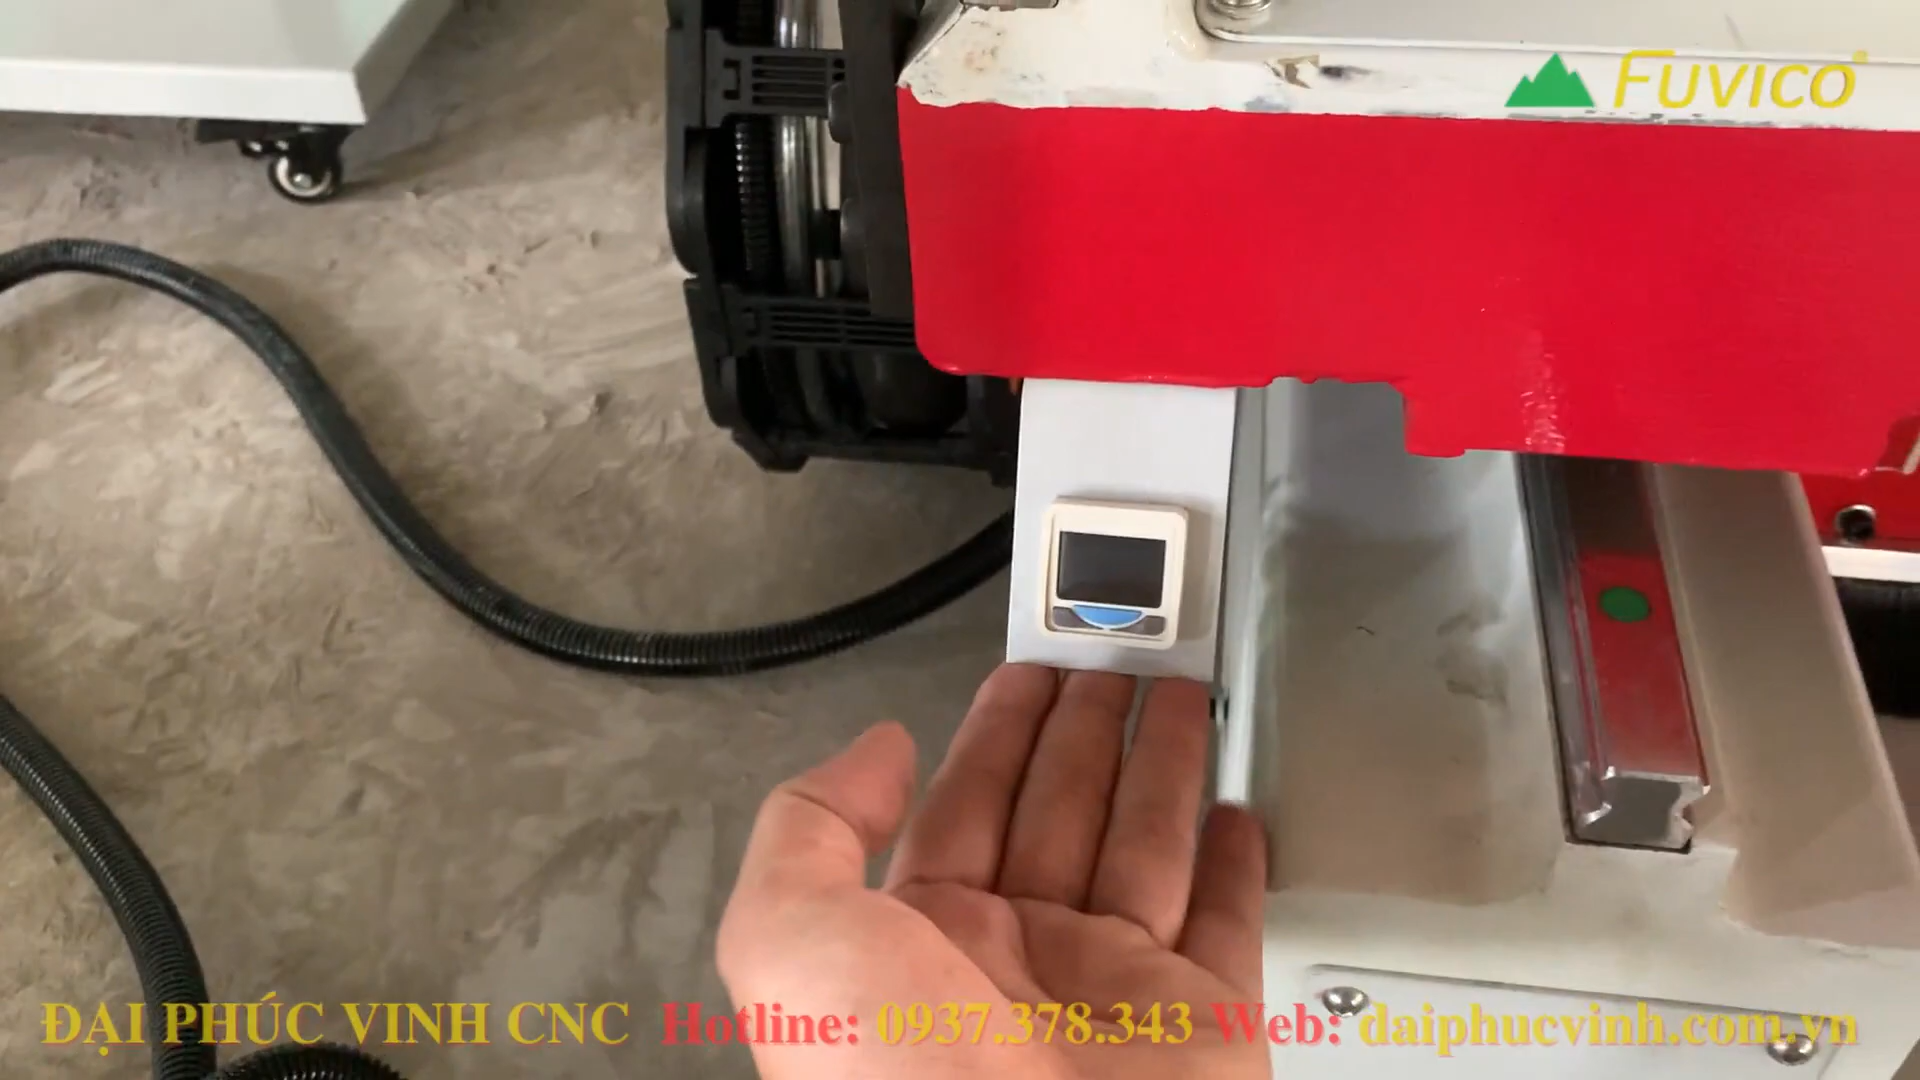 FUVICO®
ĐẠI PHÚC VINH CNC Hotline: 0937.378.343 Web: daiphucvinh.com.vn